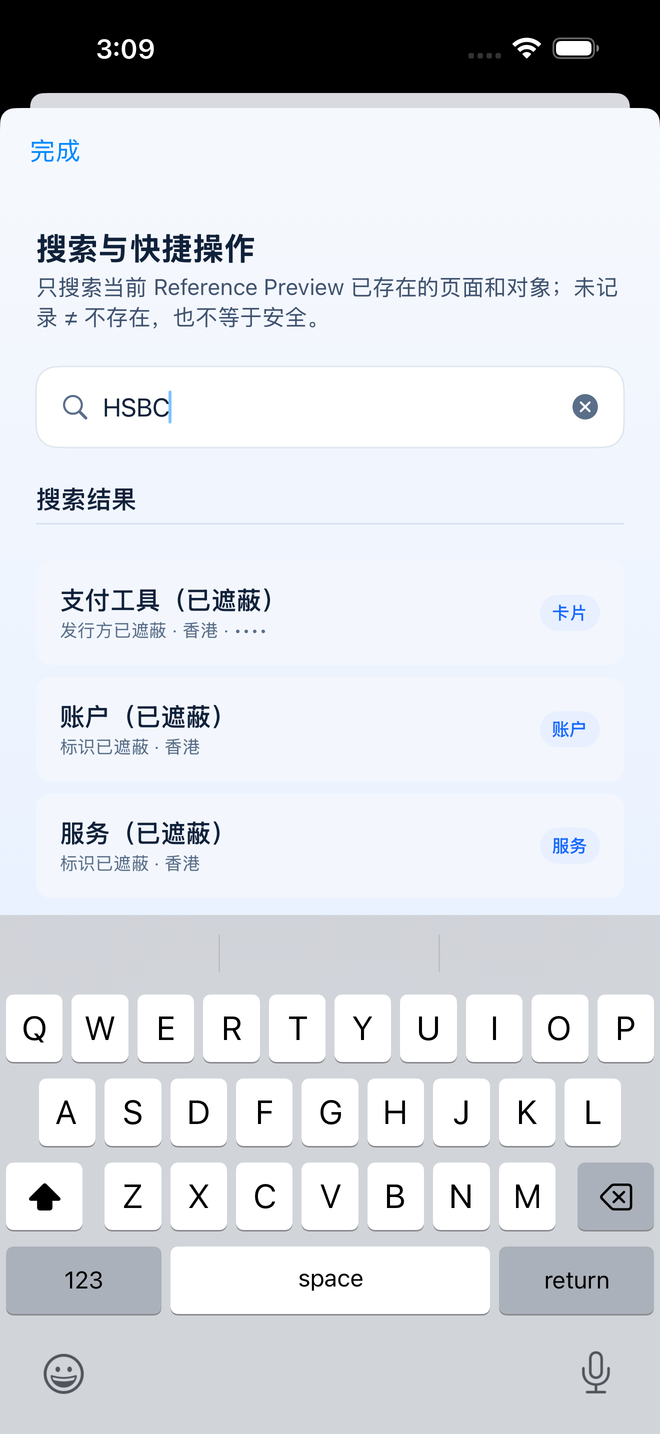 3:09
完成
搜索与快捷操作
只搜索当前 Reference Preview 已存在的页面和对象；未记
录 ≠ 不存在，也不等于安全。
HSBC
搜索结果
支付工具（已遮蔽）
发行方已遮蔽 · 香港 · ••••
卡片
账户（已遮蔽）
标识已遮蔽 · 香港
账户
服务（已遮蔽）
标识已遮蔽 · 香港
服务
Q W E R T Y U I O P
A S D F G H J K L
Z X C V B N M
123 space return